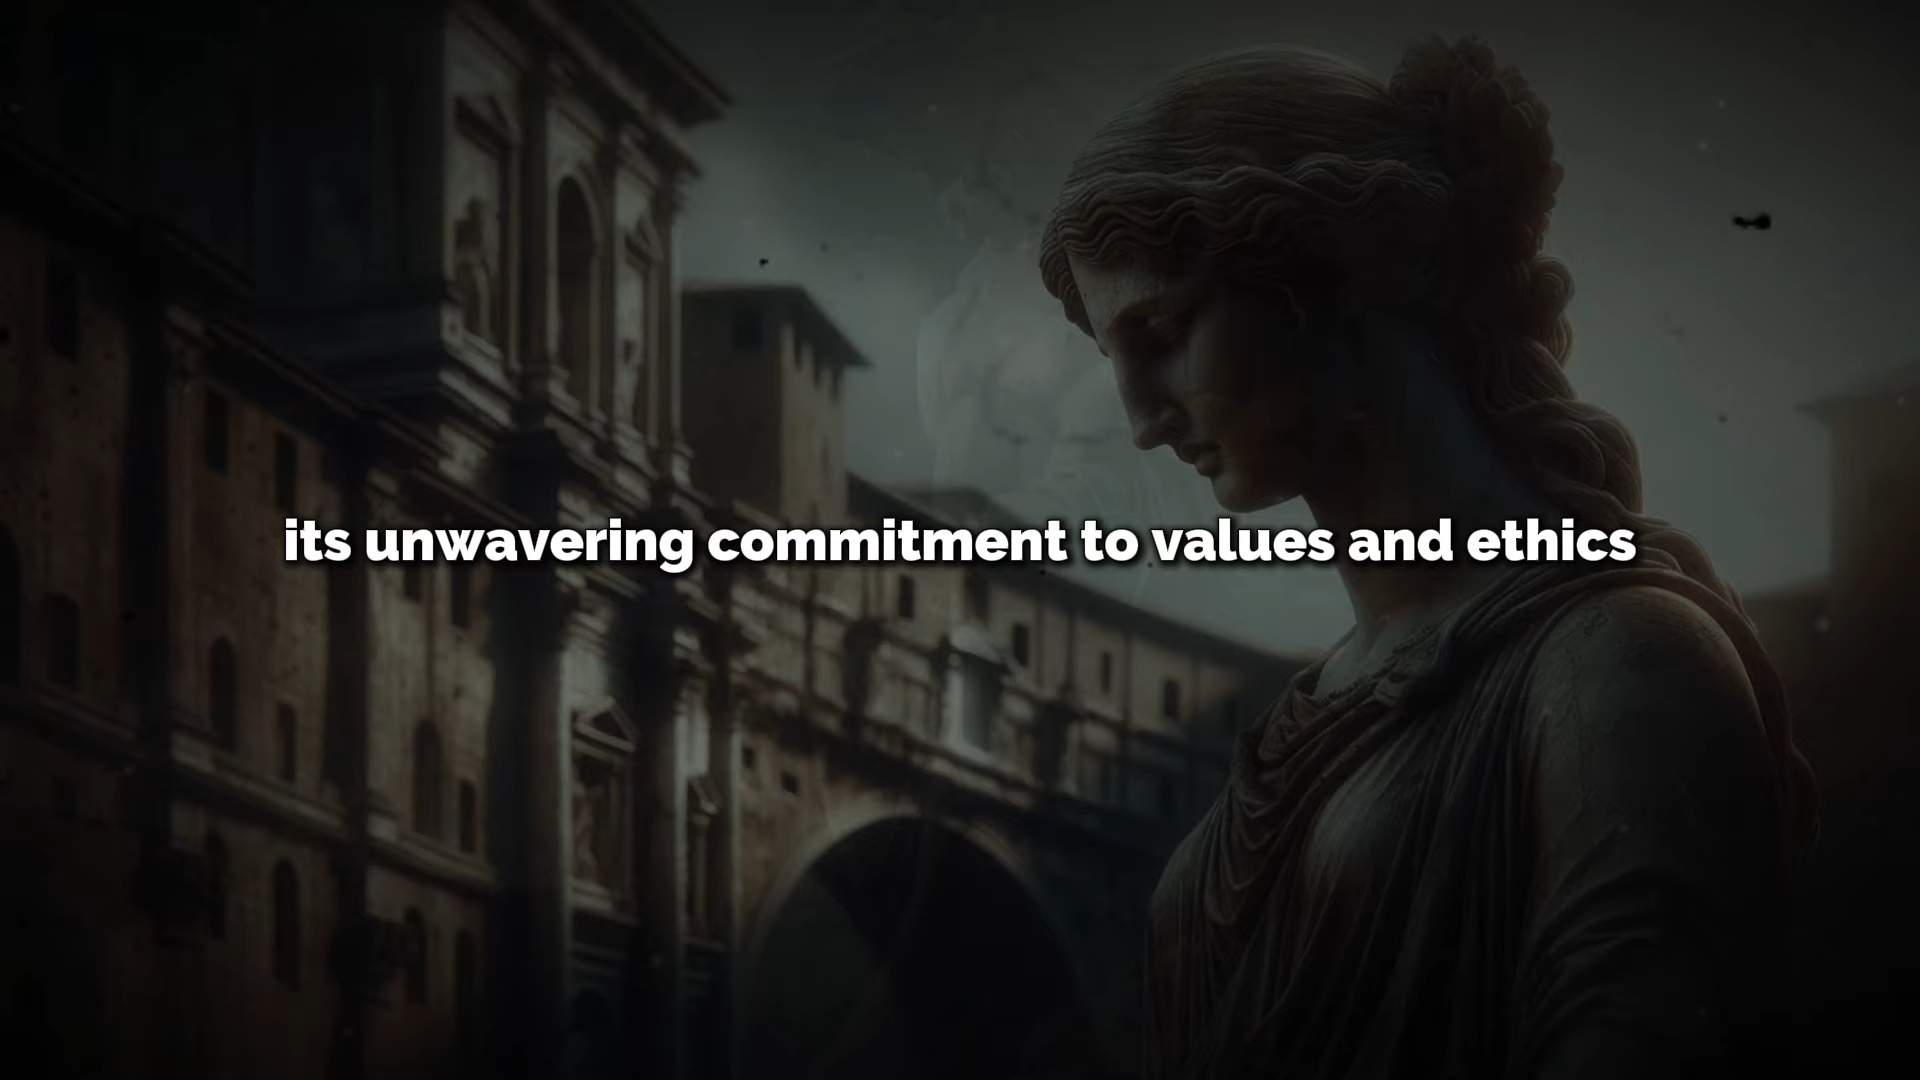 its unwavering commitment to values and ethics